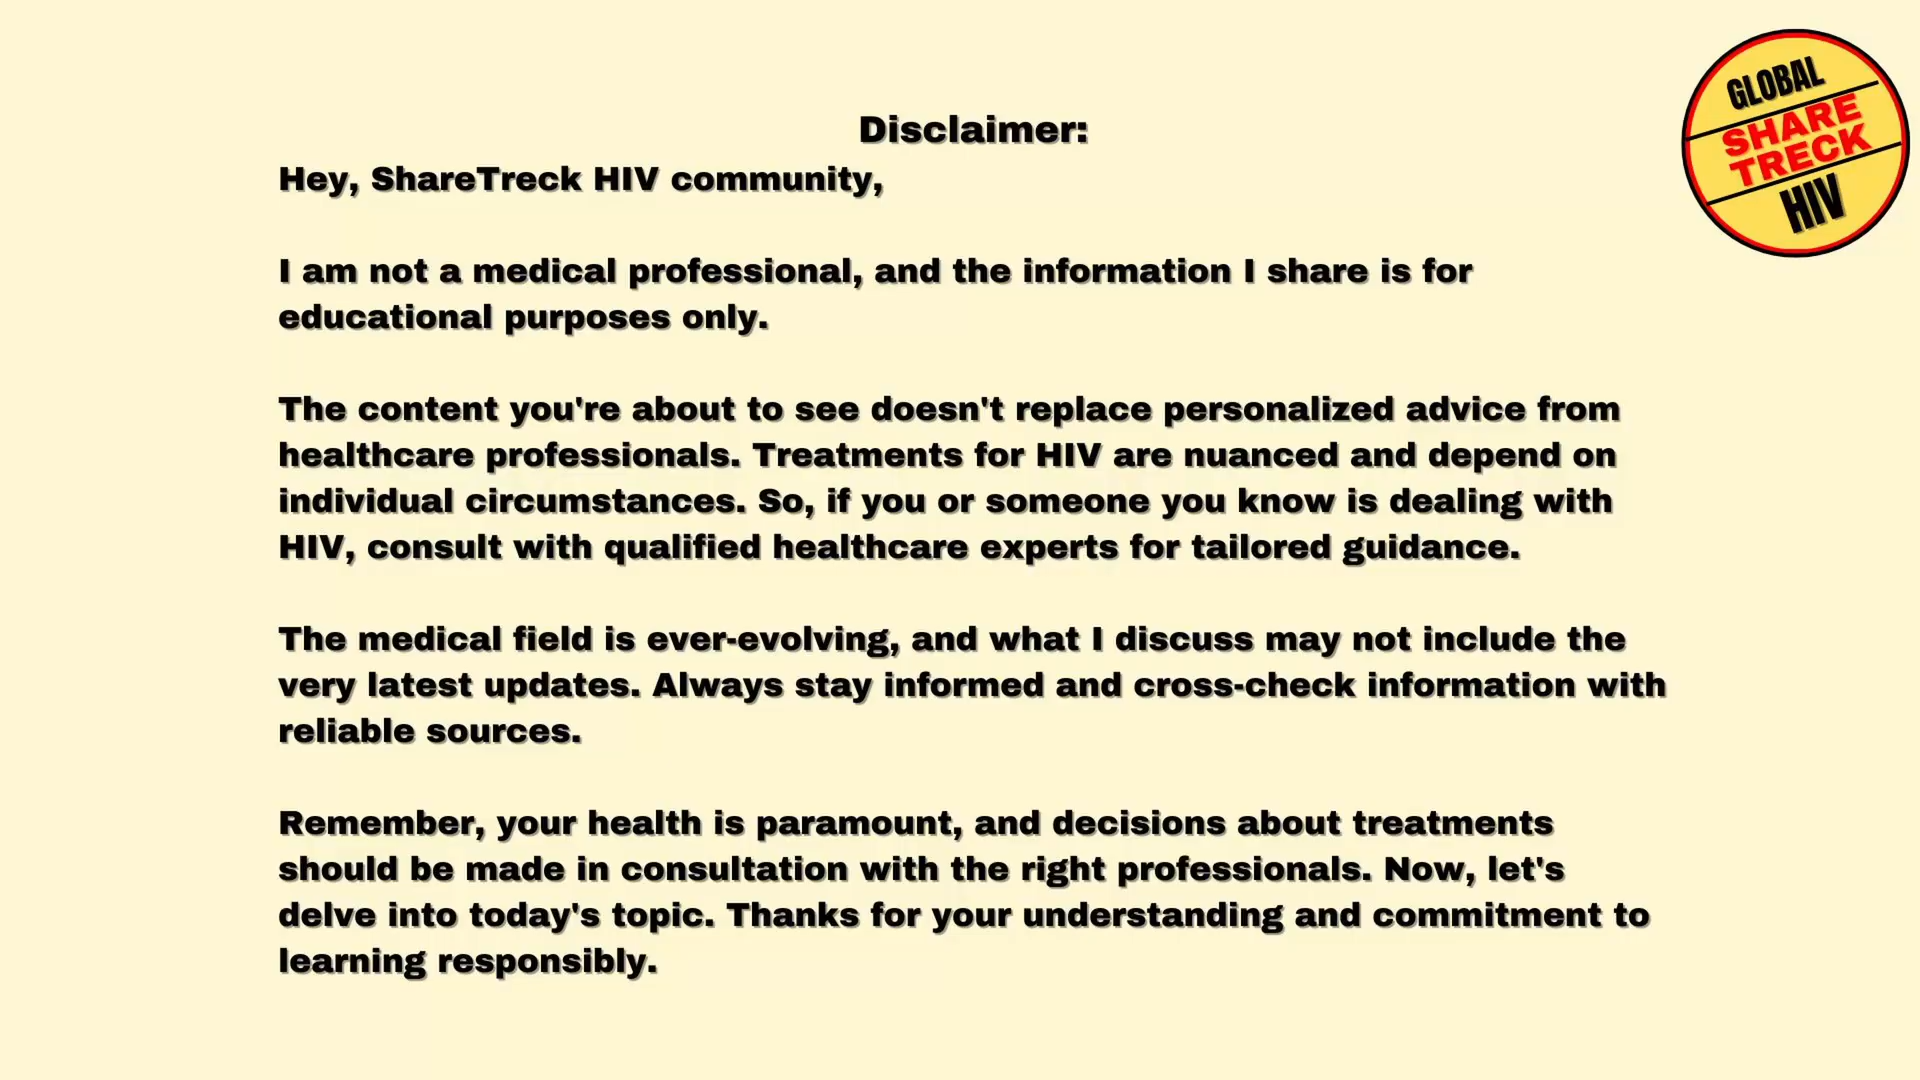 Disclaimer:
Hey, ShareTreck HIV community,
I am not a medical professional, and the information I share is for
educational purposes only.
The content you're about to see doesn't replace personalized advice from
healthcare professionals. Treatments for HIV are nuanced and depend on
individual circumstances. So, if you or someone you know is dealing with
HIV, consult with qualified healthcare experts for tailored guidance.
The medical field is ever-evolving, and what I discuss may not include the
very latest updates. Always stay informed and cross-check information with
reliable sources.
Remember, your health is paramount, and decisions about treatments
should be made in consultation with the right professionals. Now, let's
delve into today's topic. Thanks for your understanding and commitment to
learning responsibly.
GLOBAL
SHARE
TRECK
HIV